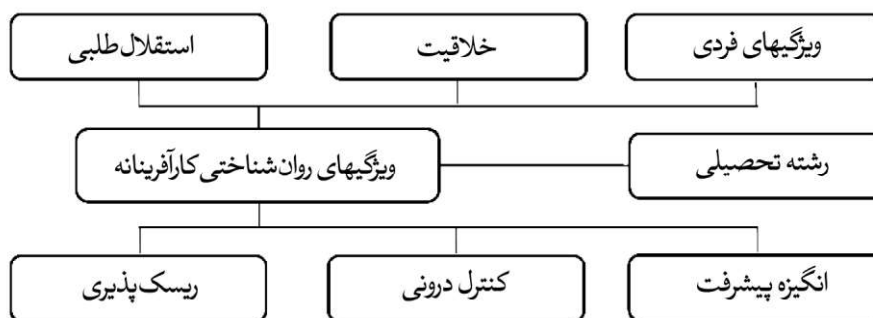 ویژگیهای فردی
خلاقیت
استقلال‌طلبی
رشته تحصیلی
ویژگیهای روان‌شناختی کارآفرینانه
انگیزه پیشرفت
کنترل درونی
ریسک‌پذیری